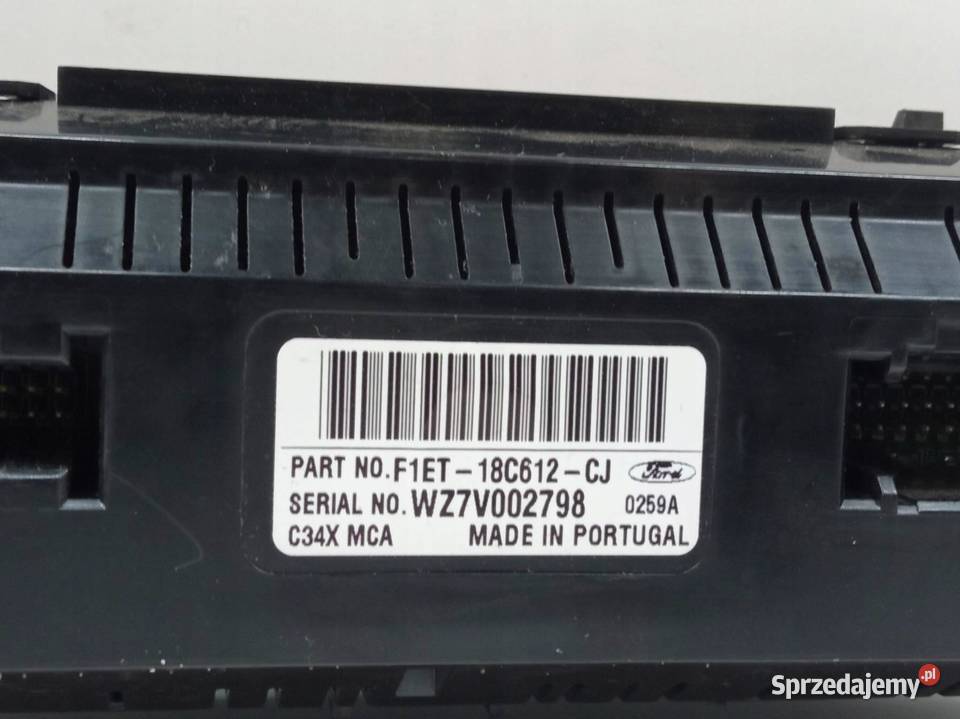 PART NO. F1ET-18C612-CJ Ford
SERIAL NO. WZ7V002798 0259A
C34X MCA MADE IN PORTUGAL
Sprzedajemy.pl